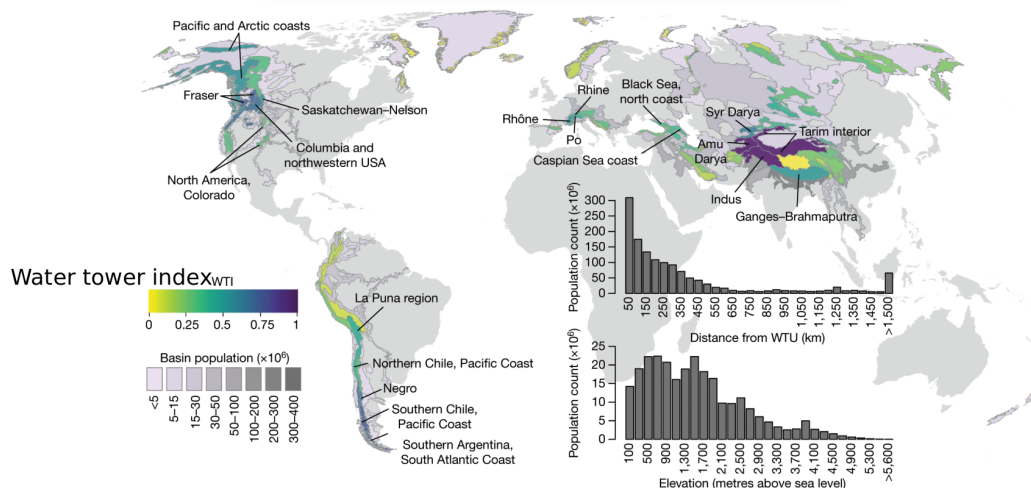 Pacific and Arctic coasts
Fraser
Saskatchewan–Nelson
Columbia and
northwestern USA
North America,
Colorado
Rhine
Rhône
Po
Black Sea,
north coast
Caspian Sea coast
Syr Darya
Amu
Darya
Tarim interior
Indus
Ganges–Brahmaputra
Water tower indexWTI
0 0.25 0.5 0.75 1
Basin population (×10⁶)
<5
5–15
15–30
30–50
50–100
100–200
200–300
300–400
La Puna region
Northern Chile, Pacific Coast
Negro
Southern Chile,
Pacific Coast
Southern Argentina,
South Atlantic Coast
Population count (×10⁶)
300
250
200
150
100
50
0
50 150 250 350 450 550 650 750 850 950 1,050 1,150 1,250 1,350 1,450 >1,500
Distance from WTU (km)
Population count (×10⁶)
25
20
15
10
5
0
100 500 900 1,300 1,700 2,100 2,500 2,900 3,300 3,700 4,100 4,500 4,900 5,300 >5,600
Elevation (metres above sea level)